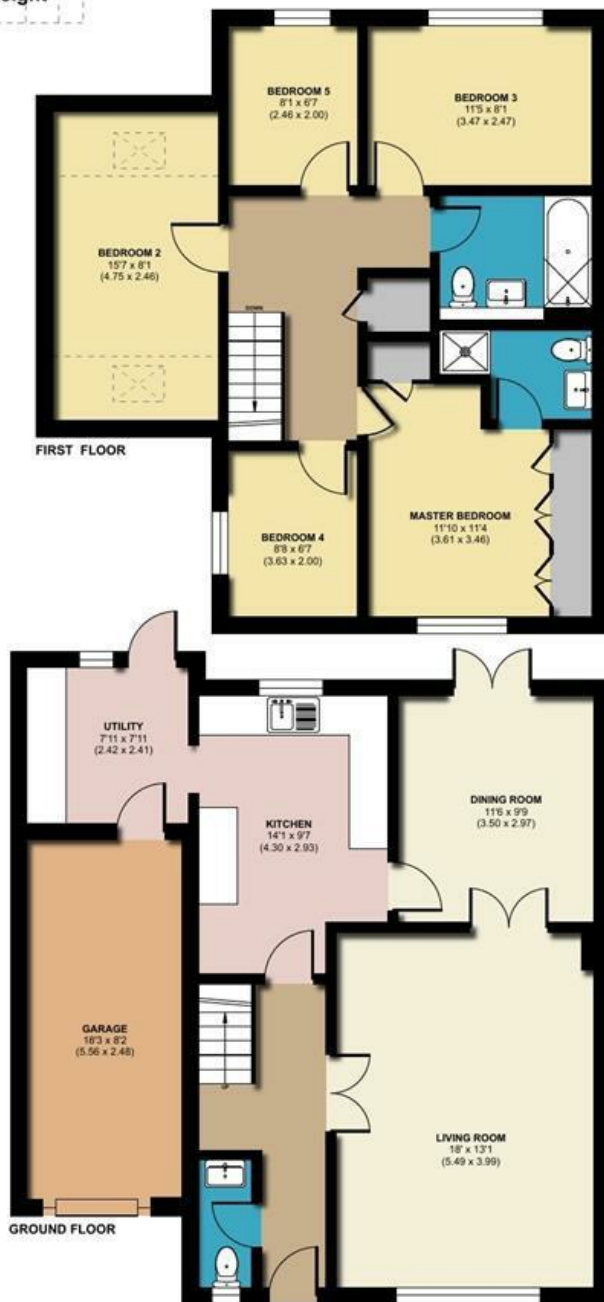 BEDROOM 5
8'1 x 6'7
(2.46 x 2.00)
BEDROOM 3
11'5 x 8'1
(3.47 x 2.47)
BEDROOM 2
15'7 x 8'1
(4.75 x 2.46)
DOWN
FIRST FLOOR
BEDROOM 4
8'8 x 6'7
(3.63 x 2.00)
MASTER BEDROOM
11'10 x 11'4
(3.61 x 3.46)
UTILITY
7'11 x 7'11
(2.42 x 2.41)
KITCHEN
14'1 x 9'7
(4.30 x 2.93)
DINING ROOM
11'6 x 9'9
(3.50 x 2.97)
GARAGE
18'3 x 8'2
(5.56 x 2.48)
UP
LIVING ROOM
18' x 13'1
(5.49 x 3.99)
GROUND FLOOR